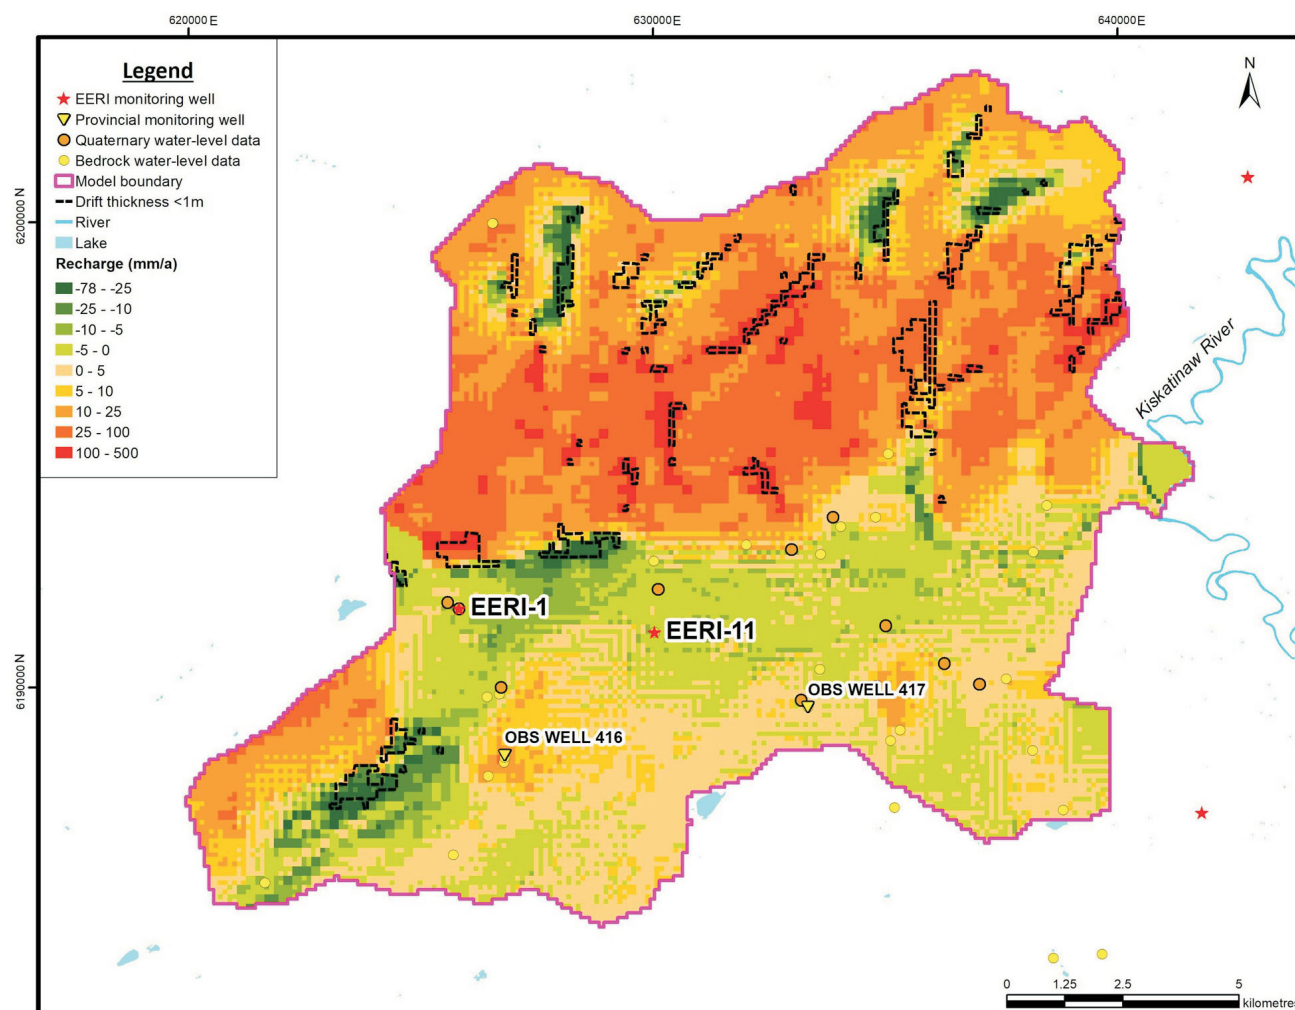 620000 E
630000 E
640000 E
Legend
EERI monitoring well
Provincial monitoring well
Quaternary water-level data
Bedrock water-level data
Model boundary
Drift thickness <1m
River
Lake
Recharge (mm/a)
-78 - -25
-25 - -10
-10 - -5
-5 - 0
0 - 5
5 - 10
10 - 25
25 - 100
100 - 500
N
6200000 N
Kiskatinaw River
EERI-1
EERI-11
6190000 N
OBS WELL 417
OBS WELL 416
0 1.25 2.5 5
kilometres